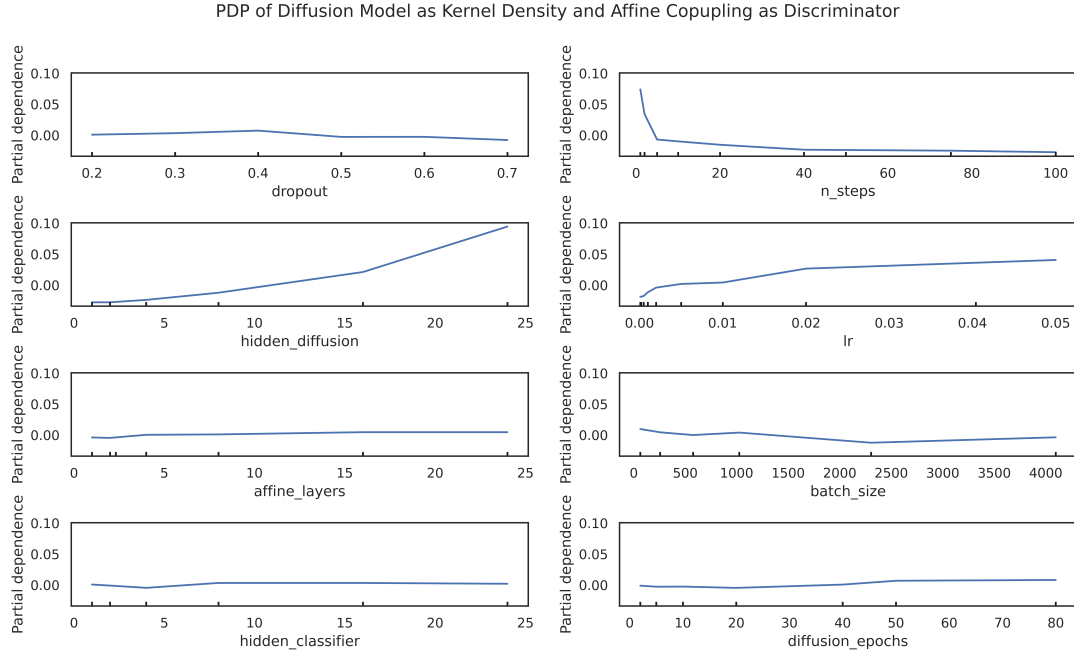 PDP of Diffusion Model as Kernel Density and Affine Copupling as Discriminator
Partial dependence
0.10
0.05
0.00
0.2 0.3 0.4 0.5 0.6 0.7
dropout
Partial dependence
0.10
0.05
0.00
0 20 40 60 80 100
n_steps
Partial dependence
0.10
0.05
0.00
0 5 10 15 20 25
hidden_diffusion
Partial dependence
0.10
0.05
0.00
0.00 0.01 0.02 0.03 0.04 0.05
lr
Partial dependence
0.10
0.05
0.00
0 5 10 15 20 25
affine_layers
Partial dependence
0.10
0.05
0.00
0 500 1000 1500 2000 2500 3000 3500 4000
batch_size
Partial dependence
0.10
0.05
0.00
0 5 10 15 20 25
hidden_classifier
Partial dependence
0.10
0.05
0.00
0 10 20 30 40 50 60 70 80
diffusion_epochs